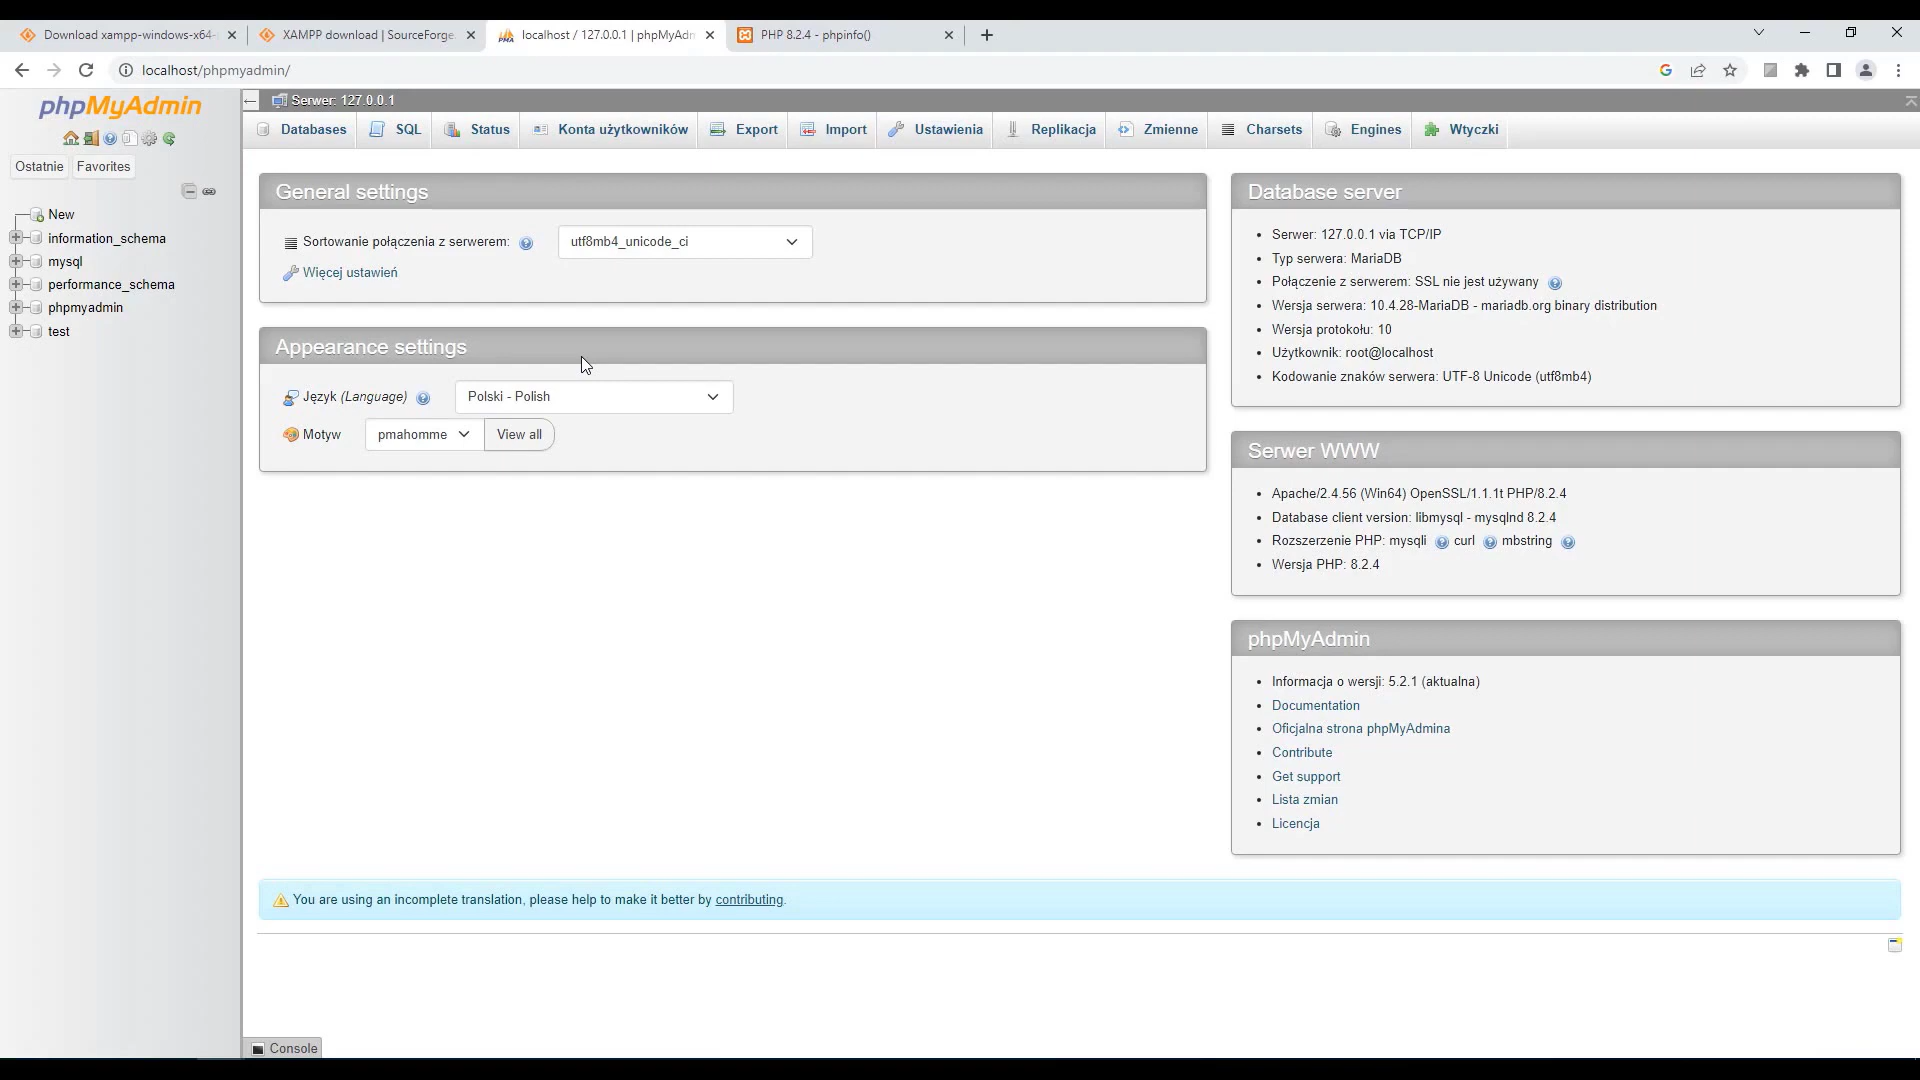 Download xampp-windows-x64-
XAMPP download | SourceForge.
localhost / 127.0.0.1 | phpMyAdm
PHP 8.2.4 - phpinfo()
localhost/phpmyadmin/
phpMyAdmin
Ostatnie
Favorites
New
information_schema
mysql
performance_schema
phpmyadmin
test
Serwer: 127.0.0.1
Databases
SQL
Status
Konta użytkowników
Export
Import
Ustawienia
Replikacja
Zmienne
Charsets
Engines
Wtyczki
General settings
Sortowanie połączenia z serwerem:
utf8mb4_unicode_ci
Więcej ustawień
Appearance settings
Język (Language)
Polski - Polish
Motyw
pmahomme
View all
Database server
Serwer: 127.0.0.1 via TCP/IP
Typ serwera: MariaDB
Połączenie z serwerem: SSL nie jest używany
Wersja serwera: 10.4.28-MariaDB - mariadb.org binary distribution
Wersja protokołu: 10
Użytkownik: root@localhost
Kodowanie znaków serwera: UTF-8 Unicode (utf8mb4)
Serwer WWW
Apache/2.4.56 (Win64) OpenSSL/1.1.1t PHP/8.2.4
Database client version: libmysql - mysqlnd 8.2.4
Rozszerzenie PHP: mysqli curl mbstring
Wersja PHP: 8.2.4
phpMyAdmin
Informacja o wersji: 5.2.1 (aktualna)
Documentation
Oficjalna strona phpMyAdmina
Contribute
Get support
Lista zmian
Licencja
You are using an incomplete translation, please help to make it better by contributing.
Console